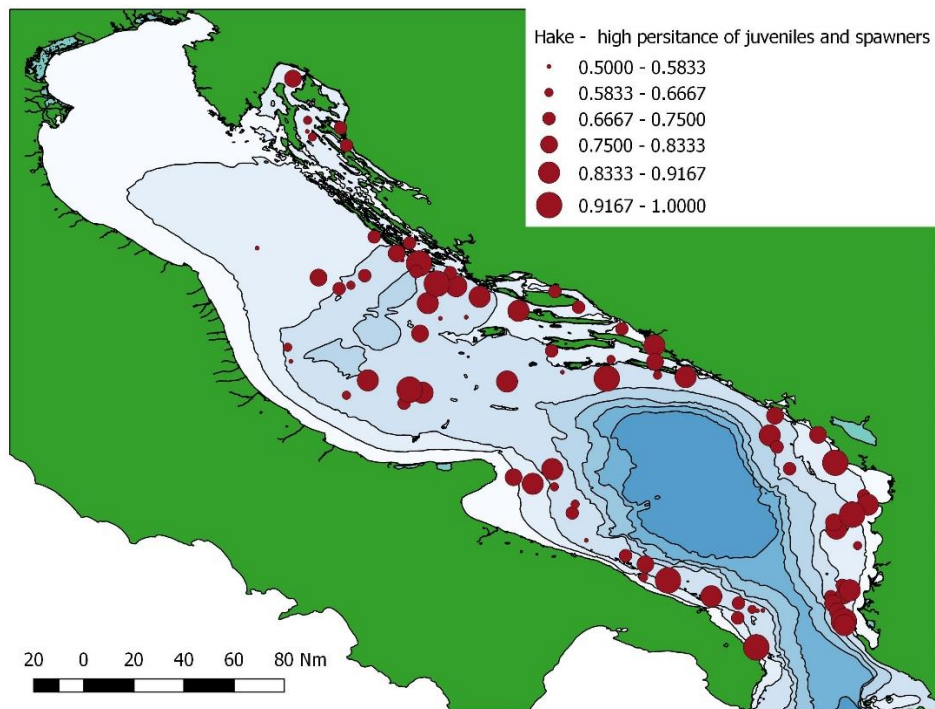 Hake - high persitance of juveniles and spawners
0.5000 - 0.5833
0.5833 - 0.6667
0.6667 - 0.7500
0.7500 - 0.8333
0.8333 - 0.9167
0.9167 - 1.0000
20 0 20 40 60 80 Nm